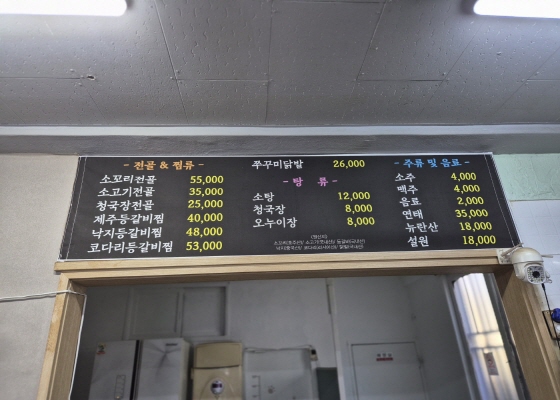 - 전골 & 찜류 -
소꼬리전골 55,000
소고기전골 35,000
청국장전골 25,000
제주등갈비찜 40,000
낙지등갈비찜 48,000
코다리등갈비찜 53,000
쭈꾸미닭발 26,000
- 탕 류 -
소탕 12,000
청국장 8,000
오누이장 8,000
- 주류 및 음료 -
소주 4,000
맥주 4,000
음료 2,000
연태 35,000
뉴란산 18,000
설원 18,000